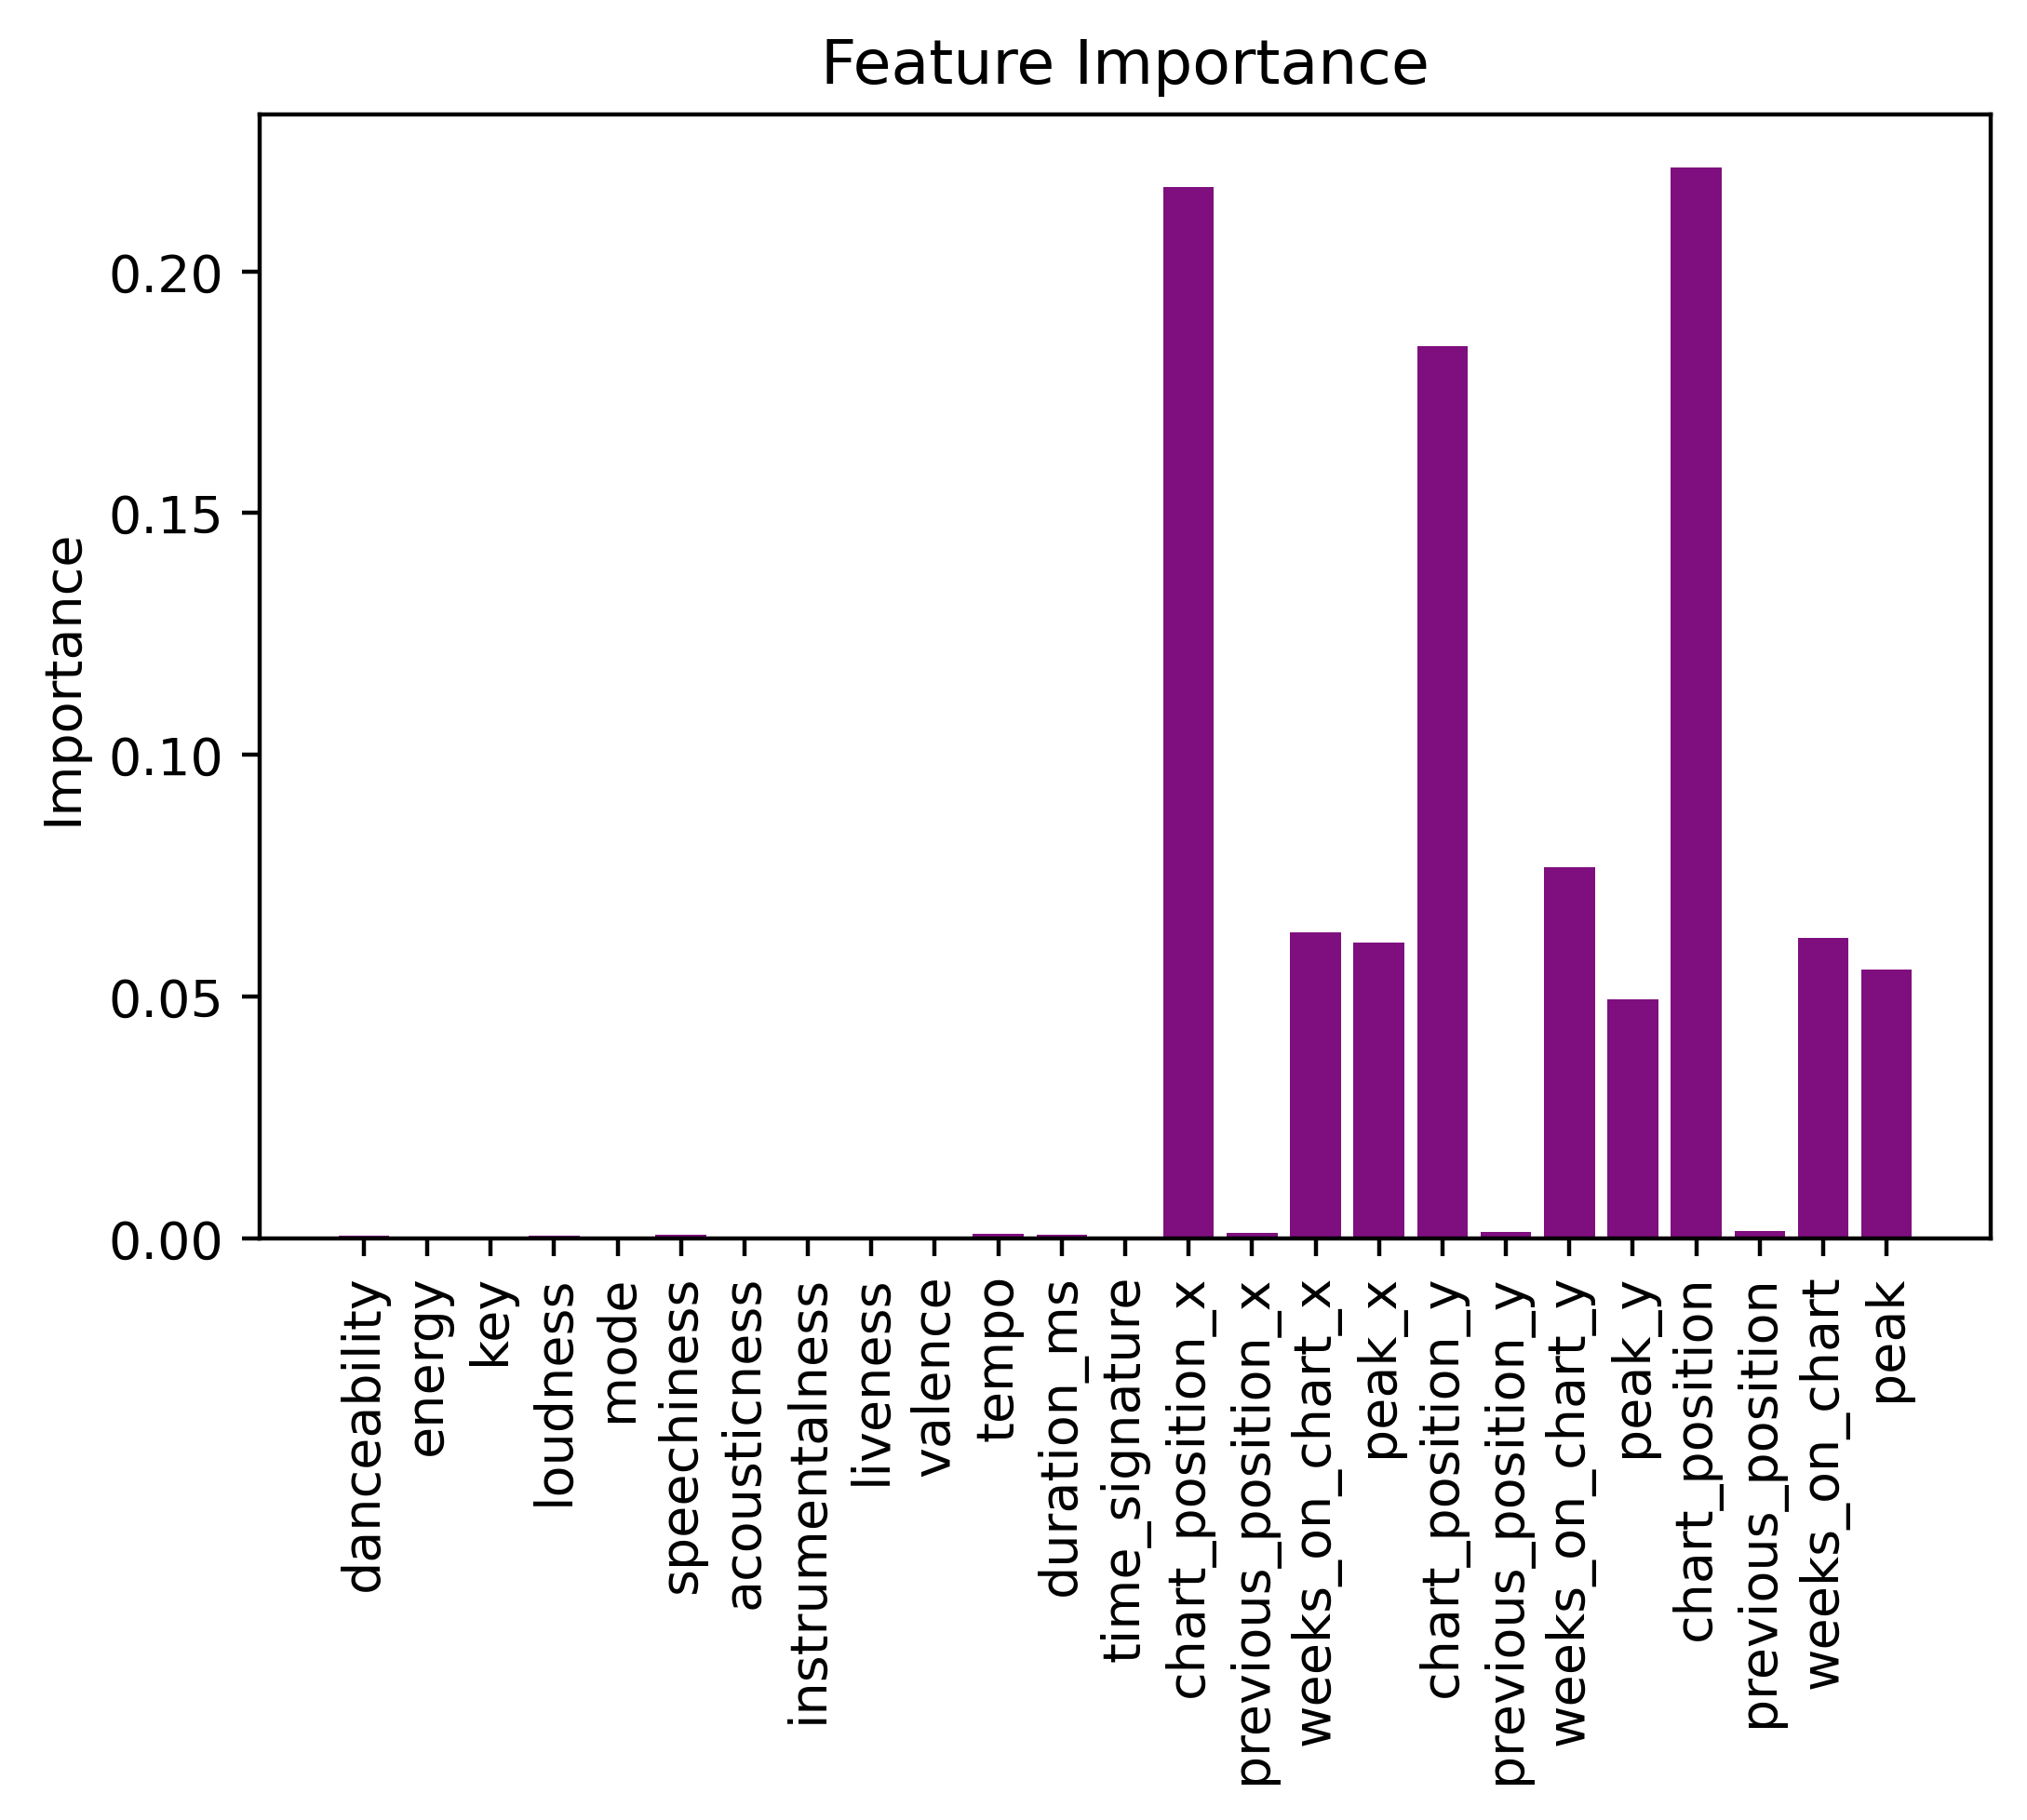 Feature Importance
Importance
0.20
0.15
0.10
0.05
0.00
danceability
energy
key
loudness
mode
speechiness
acousticness
instrumentalness
liveness
valence
tempo
duration_ms
time_signature
chart_position_x
previous_position_x
weeks_on_chart_x
peak_x
chart_position_y
previous_position_y
weeks_on_chart_y
peak_y
chart_position
previous_position
weeks_on_chart
peak